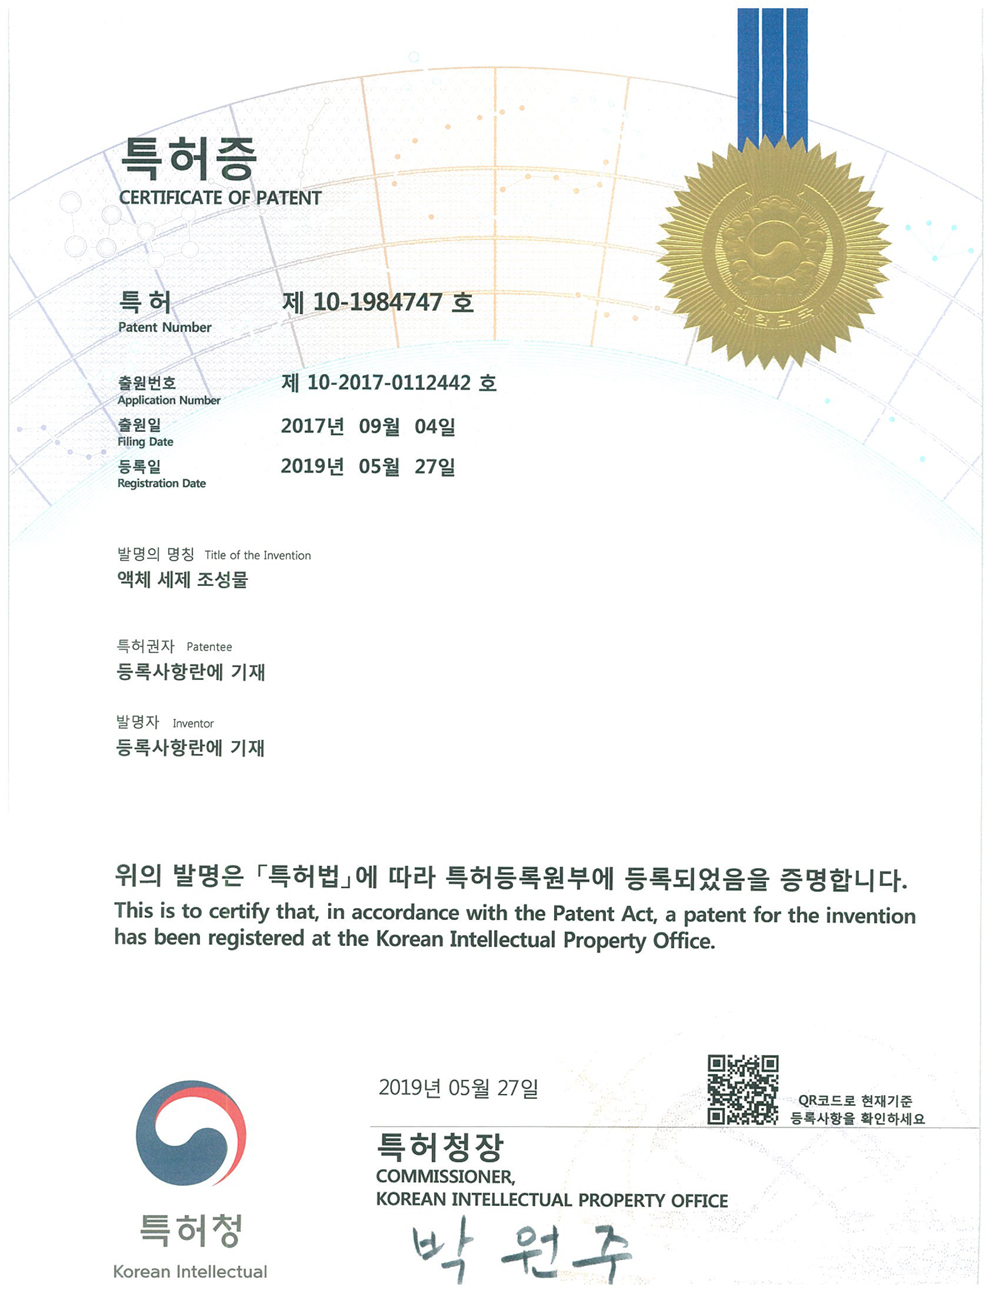 특허증
CERTIFICATE OF PATENT
특 허 제 10-1984747 호
Patent Number
출원번호 제 10-2017-0112442 호
Application Number
출원일 2017년 09월 04일
Filing Date
등록일 2019년 05월 27일
Registration Date
발명의 명칭 Title of the Invention
액체 세제 조성물
특허권자 Patentee
등록사항란에 기재
발명자 Inventor
등록사항란에 기재
위의 발명은 「특허법」에 따라 특허등록원부에 등록되었음을 증명합니다.
This is to certify that, in accordance with the Patent Act, a patent for the invention
has been registered at the Korean Intellectual Property Office.
2019년 05월 27일
QR코드로 현재기준
등록사항을 확인하세요
특허청장
COMMISSIONER,
KOREAN INTELLECTUAL PROPERTY OFFICE
박 원 주
특허청
Korean Intellectual
대한민국